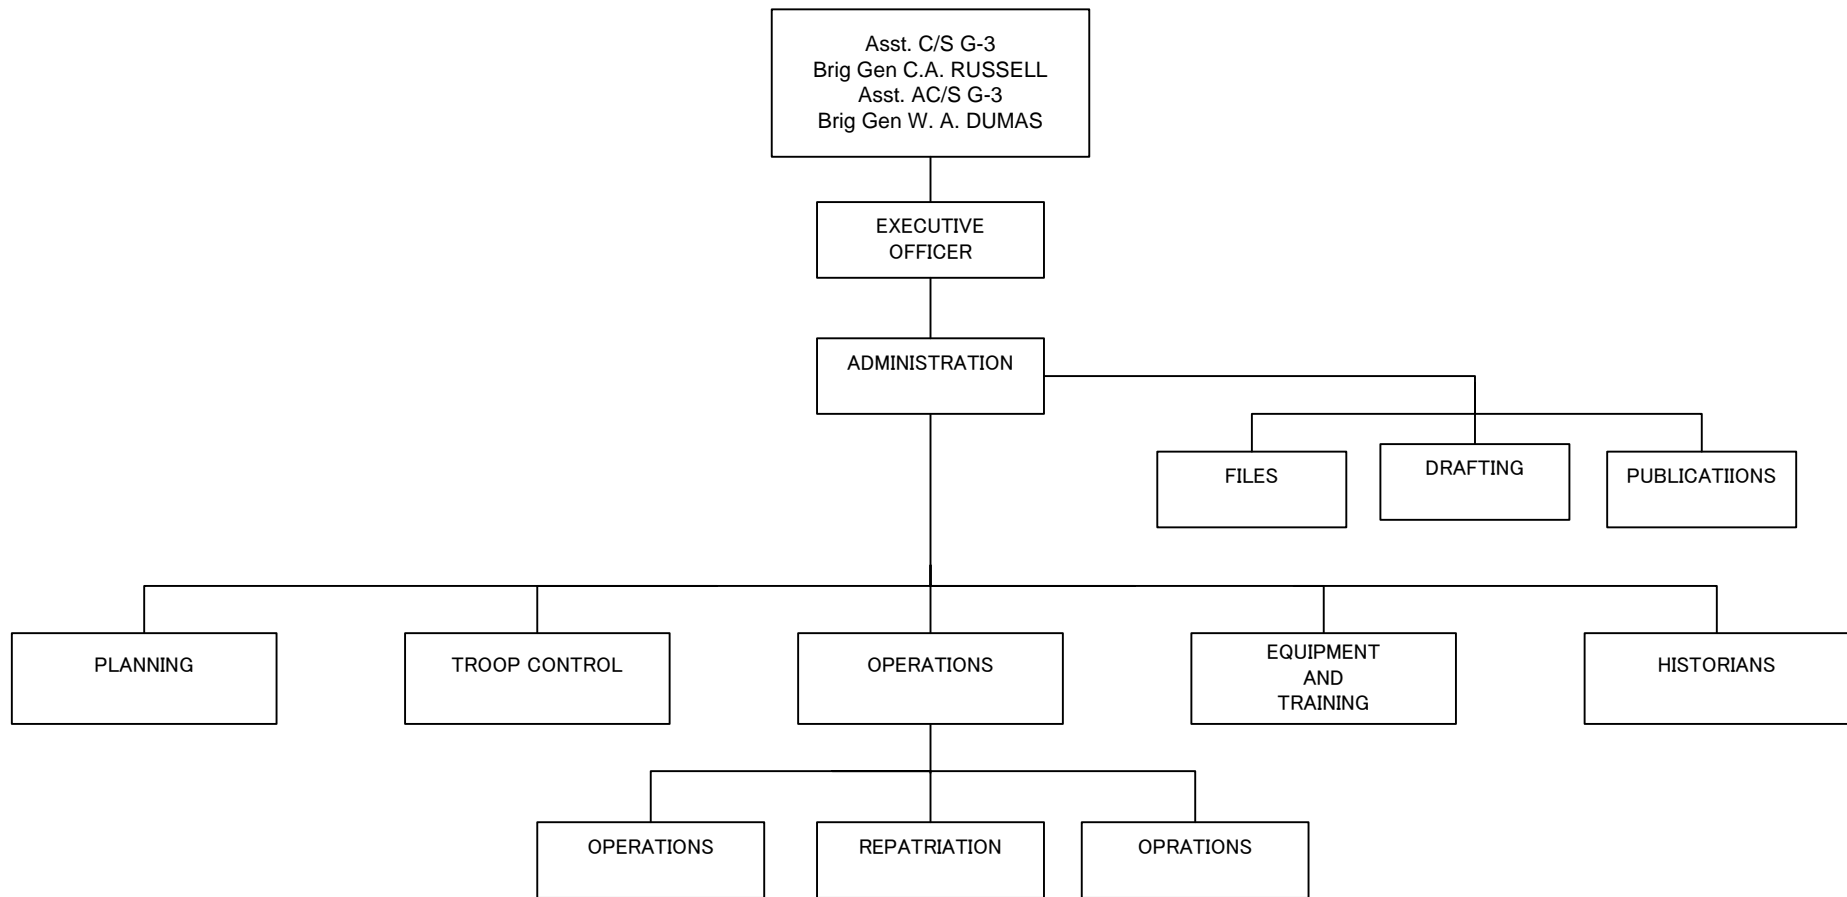 Asst. C/S G-3
Brig Gen C.A. RUSSELL
Asst. AC/S G-3
Brig Gen W. A. DUMAS
EXECUTIVE
OFFICER
ADMINISTRATION
FILES
DRAFTING
PUBLICATIIONS
PLANNING
TROOP CONTROL
OPERATIONS
EQUIPMENT
AND
TRAINING
HISTORIANS
OPERATIONS
REPATRIATION
OPRATIONS